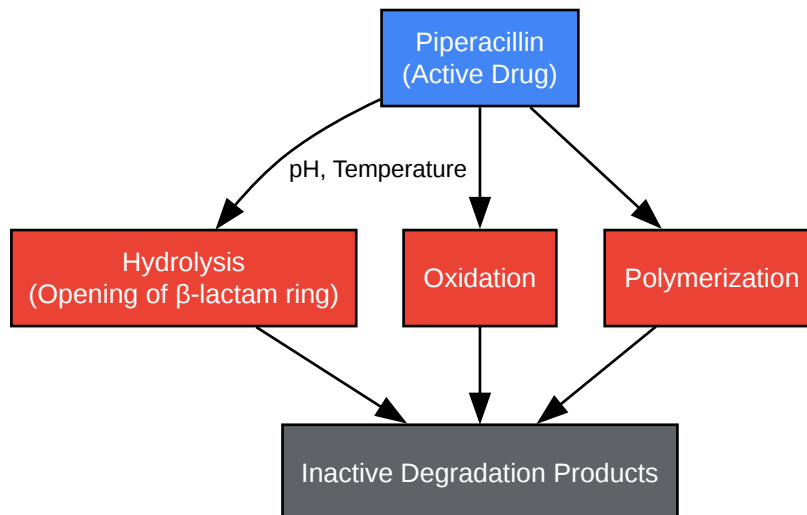 Piperacillin
(Active Drug)
pH, Temperature
Hydrolysis
(Opening of β-lactam ring)
Oxidation
Polymerization
Inactive Degradation Products